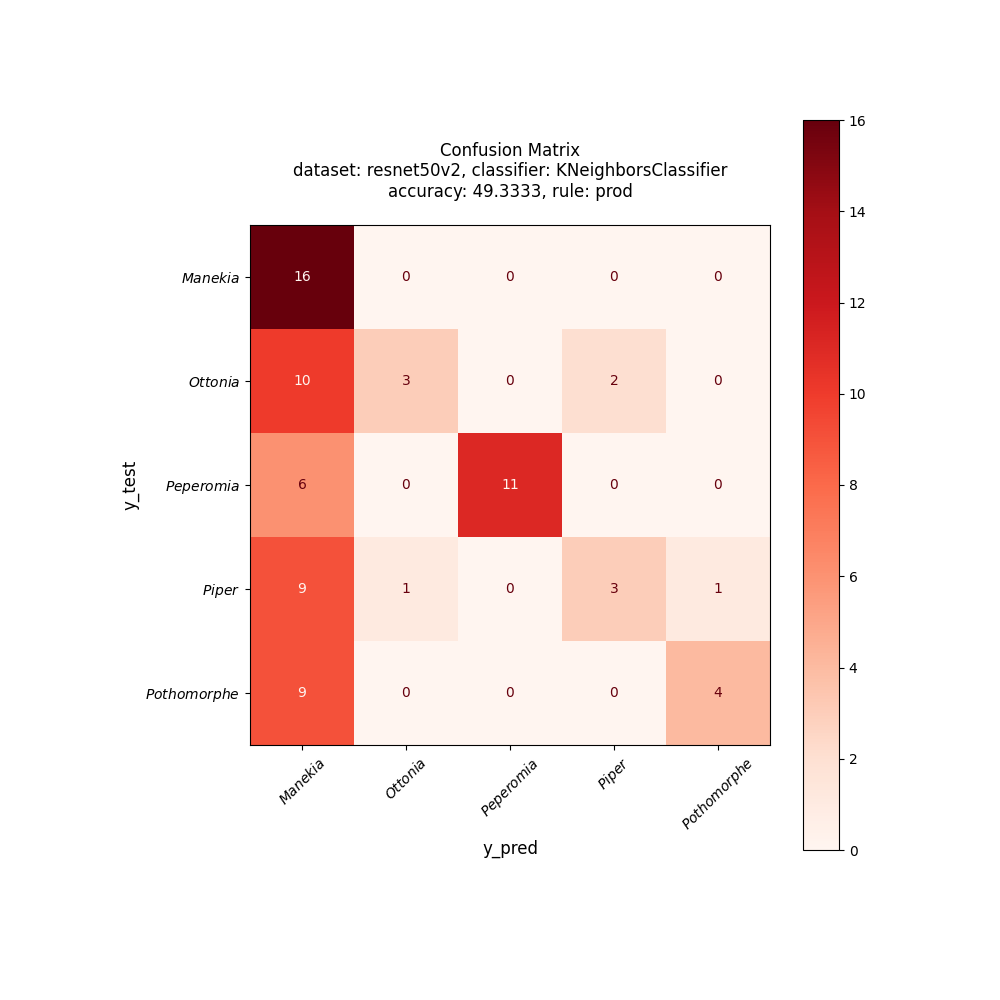 Confusion Matrix
dataset: resnet50v2, classifier: KNeighborsClassifier
accuracy: 49.3333, rule: prod
Manekia 16 0 0 0 0
Ottonia 10 3 0 2 0
Peperomia 6 0 11 0 0
Piper 9 1 0 3 1
Pothomorphe 9 0 0 0 4
Manekia Ottonia Peperomia Piper Pothomorphe
y_pred
y_test
16
14
12
10
8
6
4
2
0